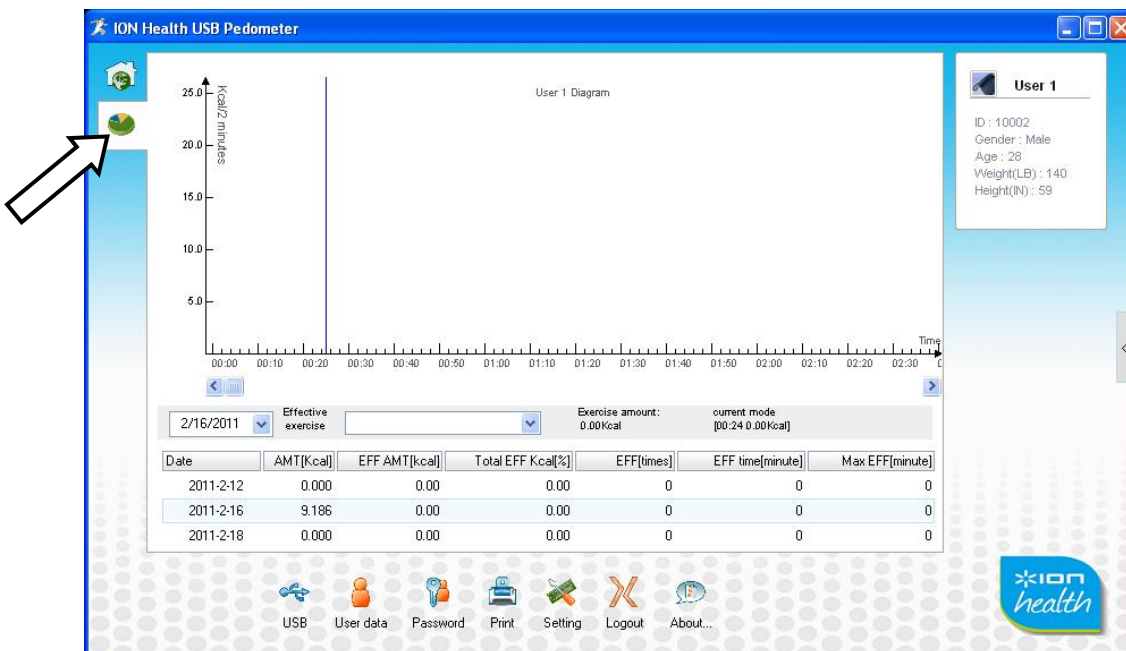 ION Health USB Pedometer
User 1 Diagram
Kcal/2 minutes
25.0
20.0
15.0
10.0
5.0
Time
00:00 00:10 00:20 00:30 00:40 00:50 01:00 01:10 01:20 01:30 01:40 01:50 02:00 02:10 02:20 02:30
2/16/2011
Effective
exercise
Exercise amount:
0.00Kcal
current mode
[00:24 0.00Kcal]
Date AMT[Kcal] EFF AMT[kcal] Total EFF Kcal[%] EFF[times] EFF time[minute] Max EFF[minute]
2011-2-12 0.000 0.00 0.00 0 0 0
2011-2-16 9.186 0.00 0.00 0 0 0
2011-2-18 0.000 0.00 0.00 0 0 0
USB User data Password Print Setting Logout About...
User 1
ID : 10002
Gender : Male
Age : 28
Weight(LB) : 140
Height(IN) : 59
ION
health